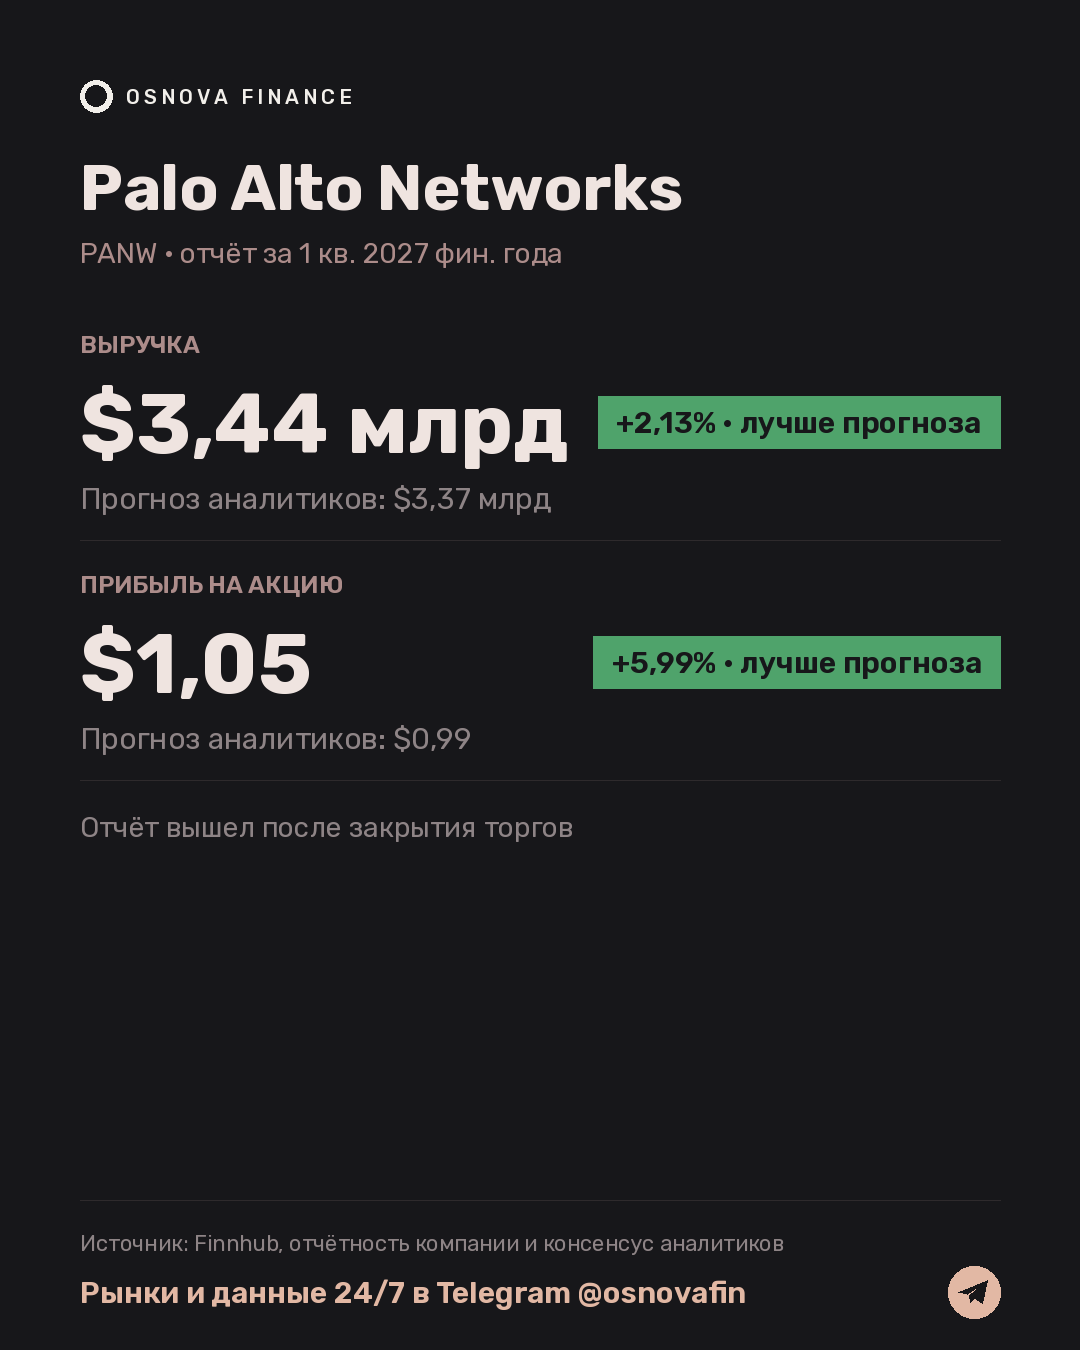 OSNOVA FINANCE
Palo Alto Networks
PANW • отчёт за 1 кв. 2027 фин. года
ВЫРУЧКА
$3,44 млрд
+2,13% • лучше прогноза
Прогноз аналитиков: $3,37 млрд
ПРИБЫЛЬ НА АКЦИЮ
$1,05
+5,99% • лучше прогноза
Прогноз аналитиков: $0,99
Отчёт вышел после закрытия торгов
Источник: Finnhub, отчётность компании и консенсус аналитиков
Рынки и данные 24/7 в Telegram @osnovafin